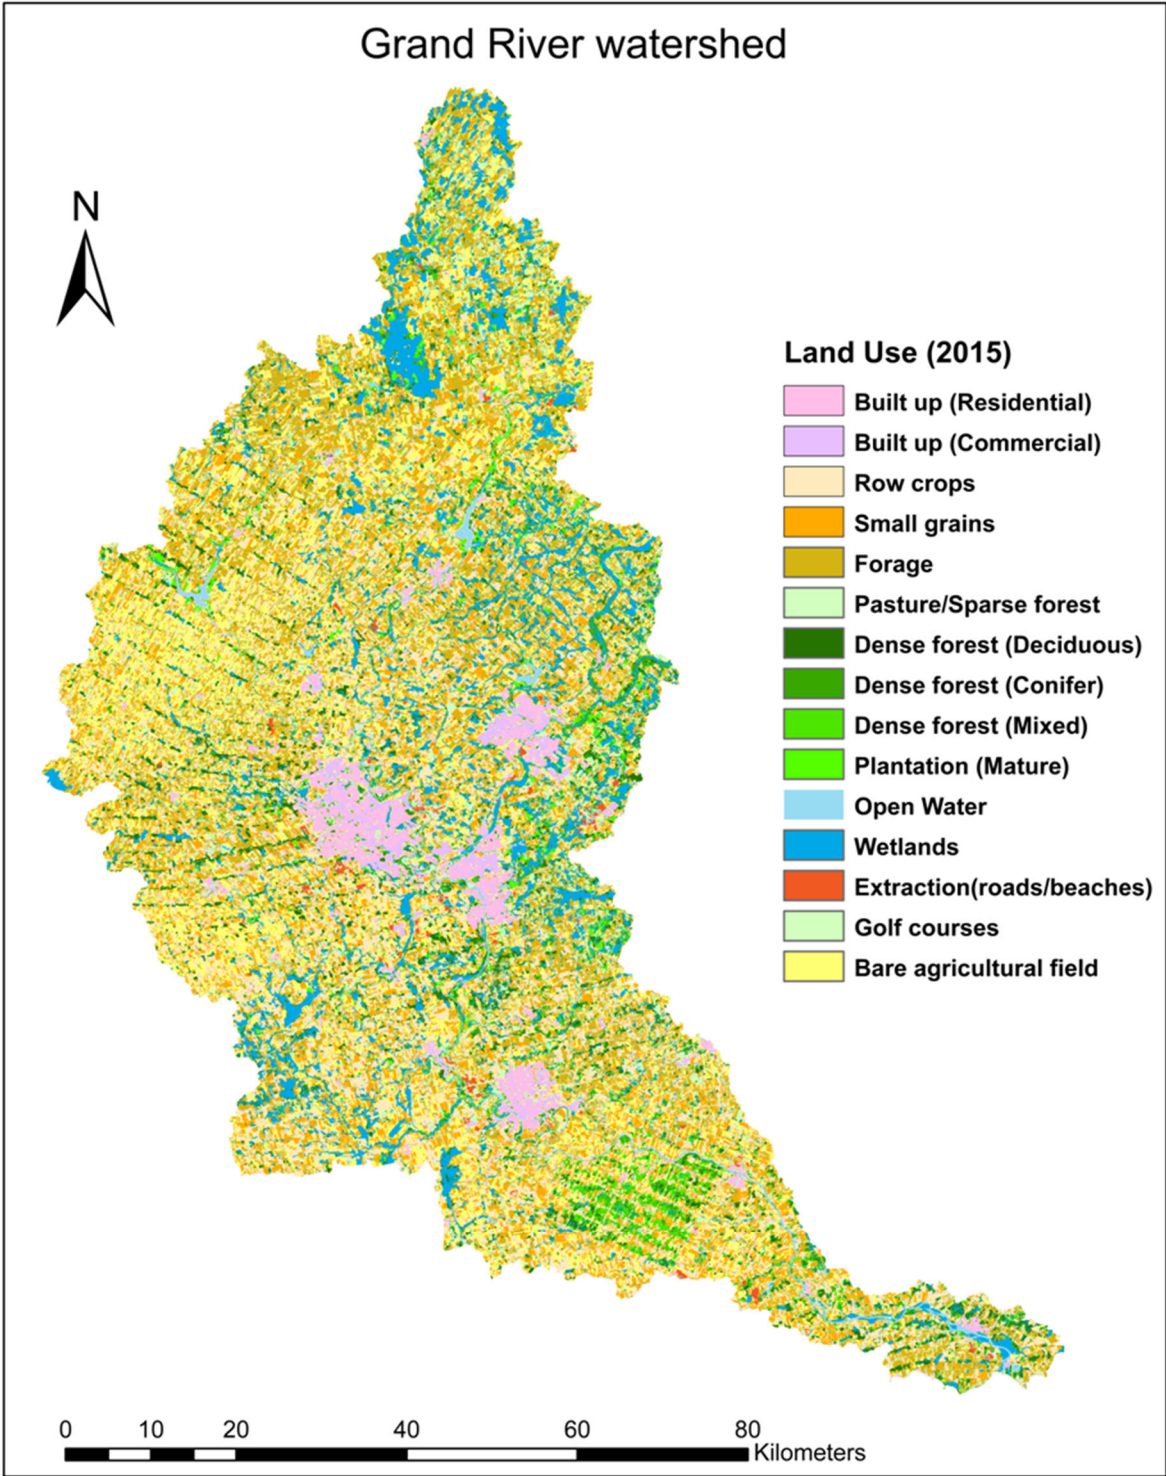 Grand River watershed
N
Land Use (2015)
Built up (Residential)
Built up (Commercial)
Row crops
Small grains
Forage
Pasture/Sparse forest
Dense forest (Deciduous)
Dense forest (Conifer)
Dense forest (Mixed)
Plantation (Mature)
Open Water
Wetlands
Extraction(roads/beaches)
Golf courses
Bare agricultural field
0 10 20 40 60 80
Kilometers